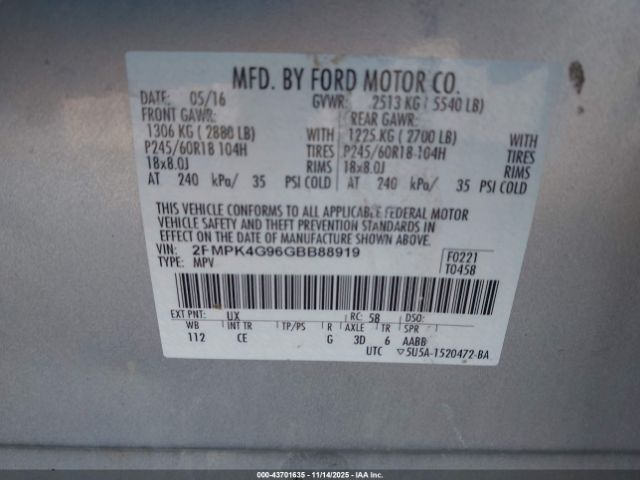 MFD. BY FORD MOTOR CO.
DATE: 05/16 GVWR: 2513 KG ( 5540 LB)
FRONT GAWR: REAR GAWR:
1306 KG ( 2880 LB) WITH 1225 KG ( 2700 LB) WITH
P245/60R18 104H TIRES P245/60R18 104H TIRES
18x8.0J RIMS 18x8.0J RIMS
AT 240 kPa/ 35 PSI COLD AT 240 kPa/ 35 PSI COLD
THIS VEHICLE CONFORMS TO ALL APPLICABLE FEDERAL MOTOR
VEHICLE SAFETY AND THEFT PREVENTION STANDARDS IN
EFFECT ON THE DATE OF MANUFACTURE SHOWN ABOVE.
VIN: 2FMPK4G96GBB88919 F0221
TYPE: MPV T0458
EXT PNT: UX RC: 58 DSO:
WB INT TR TP/PS R AXLE TR SPR
112 CE G 3D 6 AABB
UTC ▽5U5A-1520472-BA
000-43701635 - 11/14/2025 - IAA Inc.